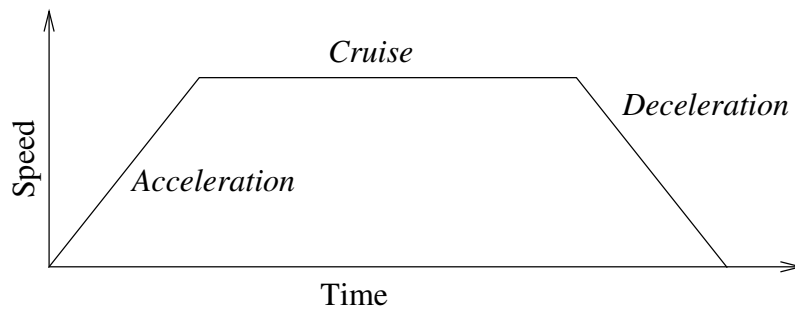 Cruise
Deceleration
Speed
Acceleration
Time